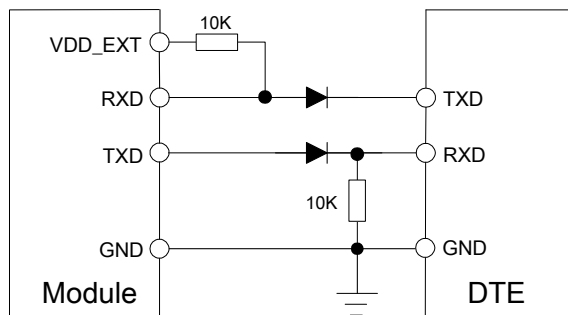 10K
VDD_EXT
RXD TXD
TXD RXD
10K
GND GND
Module DTE